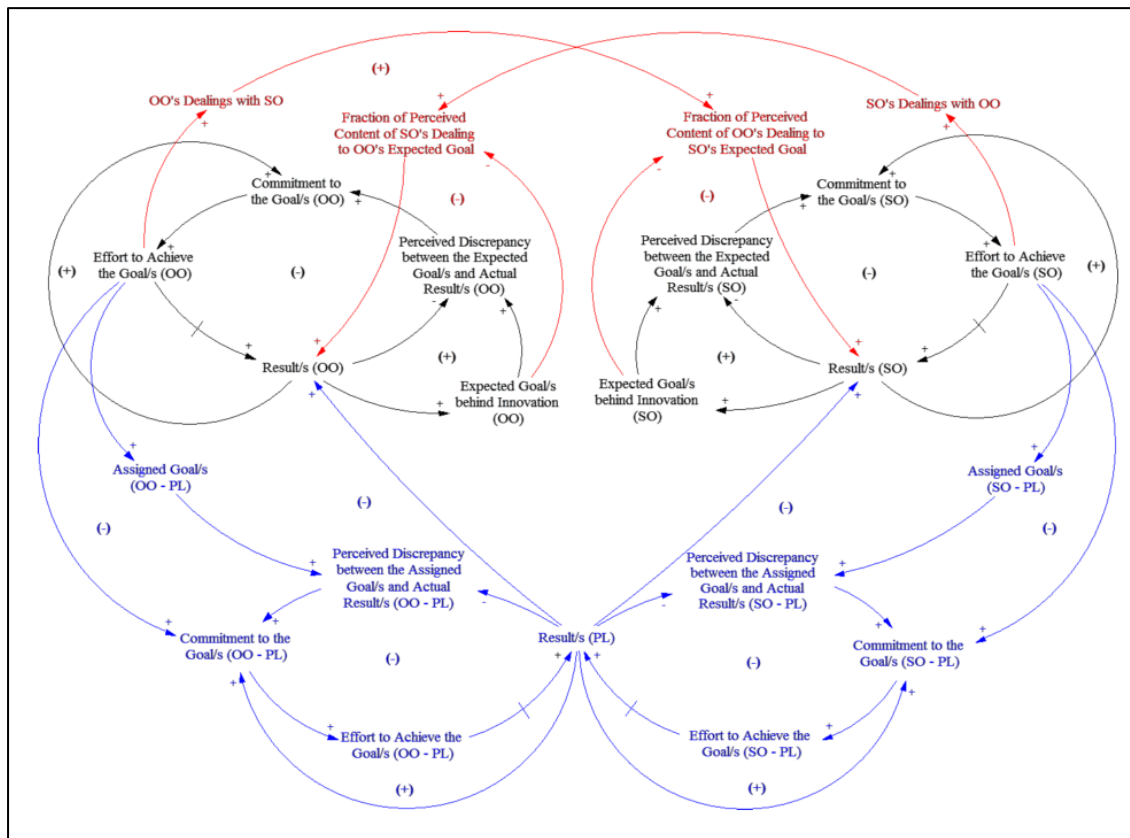 (+)
OO's Dealings with SO
SO's Dealings with OO
Fraction of Perceived
Content of SO's Dealing
to OO's Expected Goal
Fraction of Perceived
Content of OO's Dealing to
SO's Expected Goal
Commitment to
the Goal/s (OO)
Commitment to
the Goal/s (SO)
(-)
(-)
Effort to Achieve
the Goal/s (OO)
Perceived Discrepancy
between the Expected
Goal/s and Actual
Result/s (OO)
Perceived Discrepancy
between the Expected
Goal/s and Actual
Result/s (SO)
Effort to Achieve
the Goal/s (SO)
(+)
(-)
(-)
(+)
Result/s (OO)
(+)
(+)
Result/s (SO)
Expected Goal/s
behind Innovation
(OO)
Expected Goal/s
behind Innovation
(SO)
Assigned Goal/s
(OO - PL)
Assigned Goal/s
(SO - PL)
(-)
(-)
(-)
(-)
Perceived Discrepancy
between the Assigned
Goal/s and Actual
Result/s (OO - PL)
Perceived Discrepancy
between the Assigned
Goal/s and Actual
Result/s (SO - PL)
Commitment to the
Goal/s (OO - PL)
Result/s (PL)
Commitment to the
Goal/s (SO - PL)
(-)
(-)
Effort to Achieve the
Goal/s (OO - PL)
Effort to Achieve the
Goal/s (SO - PL)
(+)
(+)